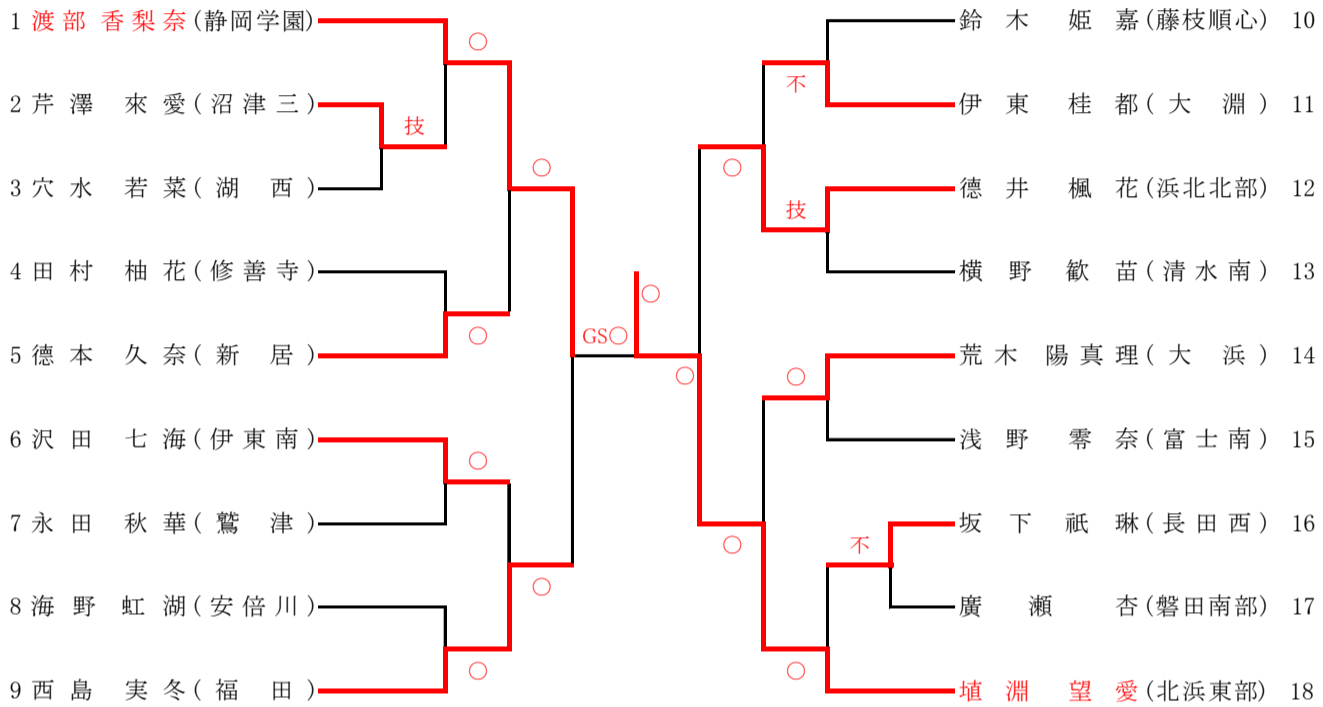 1 渡部 香梨奈(静岡学園)
2 芹澤 來愛(沼津三)
3 穴水 若菜(湖西)
4 田村 柚花(修善寺)
5 德本 久奈(新居)
6 沢田 七海(伊東南)
7 永田 秋華(鷲津)
8 海野 虹湖(安倍川)
9 西島 実冬(福田)
○
技
○
○
○
○
○
GS○
○
○
不
○
技
○
○
不
○
鈴木 姫嘉(藤枝順心) 10
伊東 桂都(大淵) 11
德井 楓花(浜北北部) 12
横野 歓苗(清水南) 13
荒木 陽真理(大浜) 14
浅野 零奈(富士南) 15
坂下 祇琳(長田西) 16
廣瀬 杏(磐田南部) 17
埴淵 望愛(北浜東部) 18